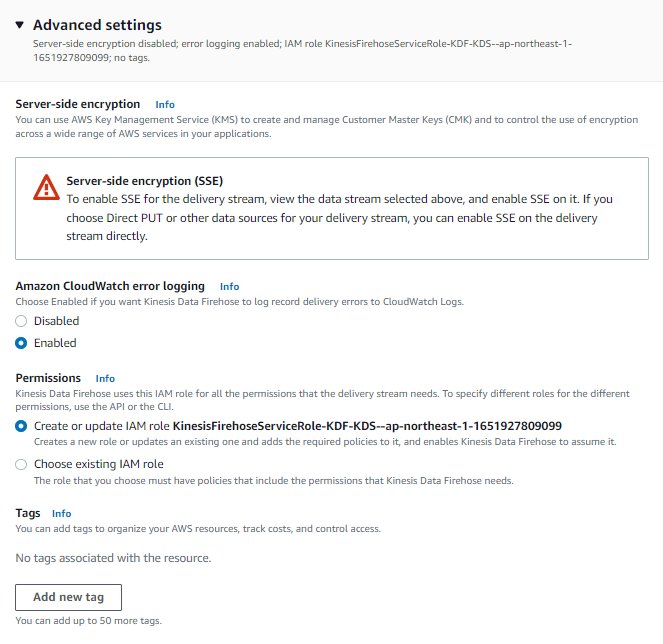 Advanced settings
Server-side encryption disabled; error logging enabled; IAM role KinesisFirehoseServiceRole-KDF-KDS--ap-northeast-1-
1651927809099; no tags.
Server-side encryption Info
You can use AWS Key Management Service (KMS) to create and manage Customer Master Keys (CMK) and to control the use of encryption
across a wide range of AWS services in your applications.
Server-side encryption (SSE)
To enable SSE for the delivery stream, view the data stream selected above, and enable SSE on it. If you
choose Direct PUT or other data sources for your delivery stream, you can enable SSE on the delivery
stream directly.
Amazon CloudWatch error logging Info
Choose Enabled if you want Kinesis Data Firehose to log record delivery errors to CloudWatch Logs.
Disabled
Enabled
Permissions Info
Kinesis Data Firehose uses this IAM role for all the permissions that the delivery stream needs. To specify different roles for the different
permissions, use the API or the CLI.
Create or update IAM role KinesisFirehoseServiceRole-KDF-KDS--ap-northeast-1-1651927809099
Creates a new role or updates an existing one and adds the required policies to it, and enables Kinesis Data Firehose to assume it.
Choose existing IAM role
The role that you choose must have policies that include the permissions that Kinesis Data Firehose needs.
Tags Info
You can add tags to organize your AWS resources, track costs, and control access.
No tags associated with the resource.
Add new tag
You can add up to 50 more tags.